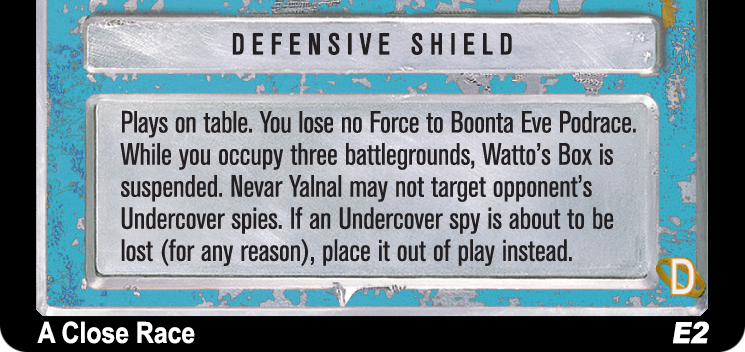 DEFENSIVE SHIELD
Plays on table. You lose no Force to Boonta Eve Podrace.
While you occupy three battlegrounds, Watto's Box is
suspended. Nevar Yalnal may not target opponent's
Undercover spies. If an Undercover spy is about to be
lost (for any reason), place it out of play instead.
D
A Close Race
E2